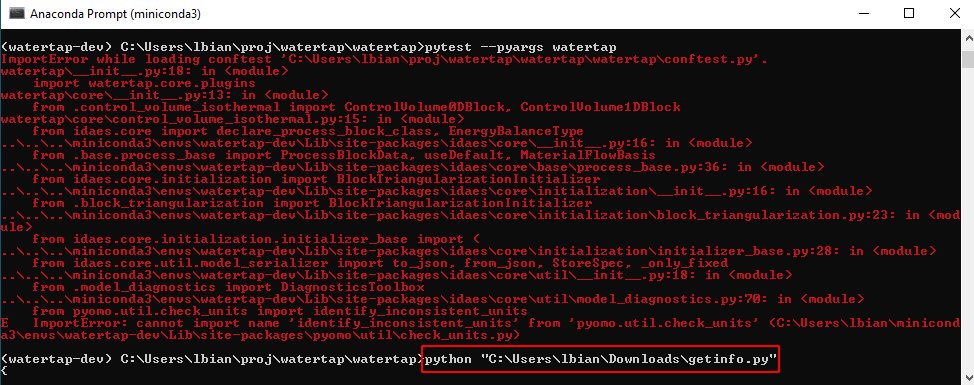 Anaconda Prompt (miniconda3)
(watertap-dev) C:\Users\lbian\proj\watertap\watertap>pytest --pyargs watertap
ImportError while loading conftest 'C:\Users\lbian\proj\watertap\watertap\watertap\conftest.py'.
watertap\__init__.py:18: in <module>
    import watertap.core.plugins
watertap\core\__init__.py:13: in <module>
    from .control_volume_isothermal import ControlVolume0DBlock, ControlVolume1DBlock
watertap\core\control_volume_isothermal.py:15: in <module>
    from idaes.core import declare_process_block_class, EnergyBalanceType
..\..\..\miniconda3\envs\watertap-dev\Lib\site-packages\idaes\core\__init__.py:16: in <module>
    from .base.process_base import ProcessBlockData, useDefault, MaterialFlowBasis
..\..\..\miniconda3\envs\watertap-dev\Lib\site-packages\idaes\core\base\process_base.py:36: in <module>
    from idaes.core.initialization import BlockTriangularizationInitializer
..\..\..\miniconda3\envs\watertap-dev\Lib\site-packages\idaes\core\initialization\__init__.py:16: in <module>
    from .block_triangularization import BlockTriangularizationInitializer
..\..\..\miniconda3\envs\watertap-dev\Lib\site-packages\idaes\core\initialization\block_triangularization.py:23: in <mod
ule>
    from idaes.core.initialization.initializer_base import (
..\..\..\miniconda3\envs\watertap-dev\Lib\site-packages\idaes\core\initialization\initializer_base.py:28: in <module>
    from idaes.core.util.model_serializer import to_json, from_json, StoreSpec, _only_fixed
..\..\..\miniconda3\envs\watertap-dev\Lib\site-packages\idaes\core\util\__init__.py:18: in <module>
    from .model_diagnostics import DiagnosticsToolbox
..\..\..\miniconda3\envs\watertap-dev\Lib\site-packages\idaes\core\util\model_diagnostics.py:70: in <module>
    from pyomo.util.check_units import identify_inconsistent_units
E   ImportError: cannot import name 'identify_inconsistent_units' from 'pyomo.util.check_units' (C:\Users\lbian\minicond
a3\envs\watertap-dev\Lib\site-packages\pyomo\util\check_units.py)
(watertap-dev) C:\Users\lbian\proj\watertap\watertap>python "C:\Users\lbian\Downloads\getinfo.py"
{